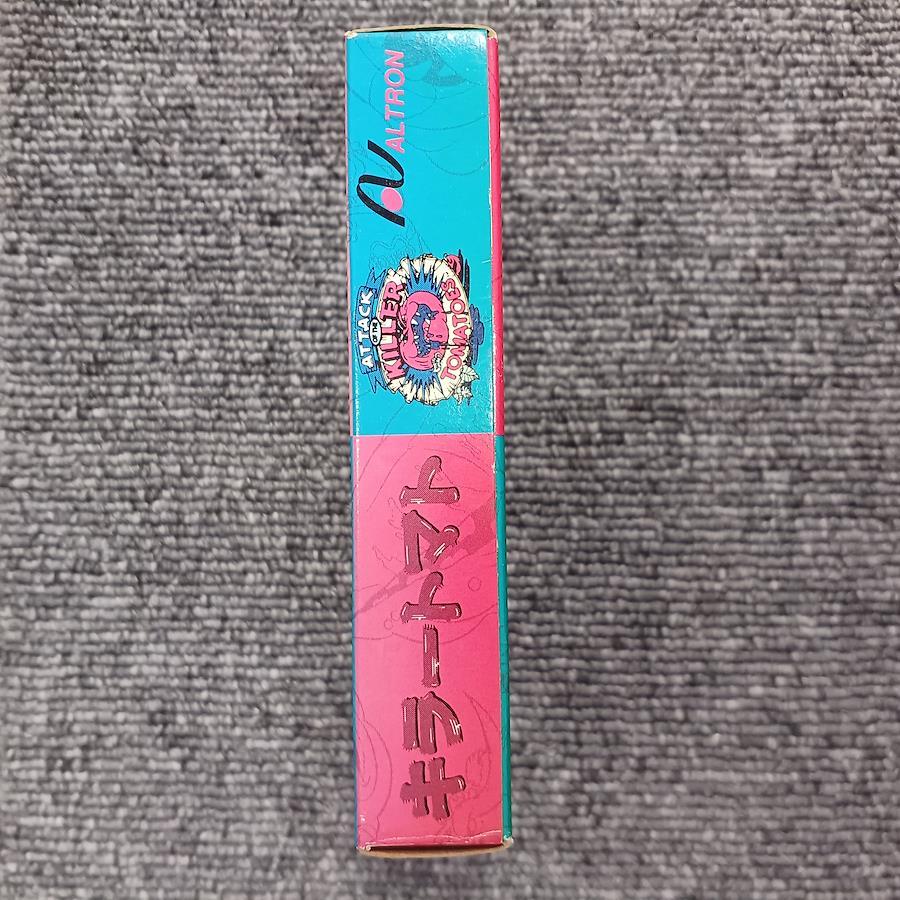 キラートマト
ATTACK
OF THE
KILLER
TOMATOES
ALTRON